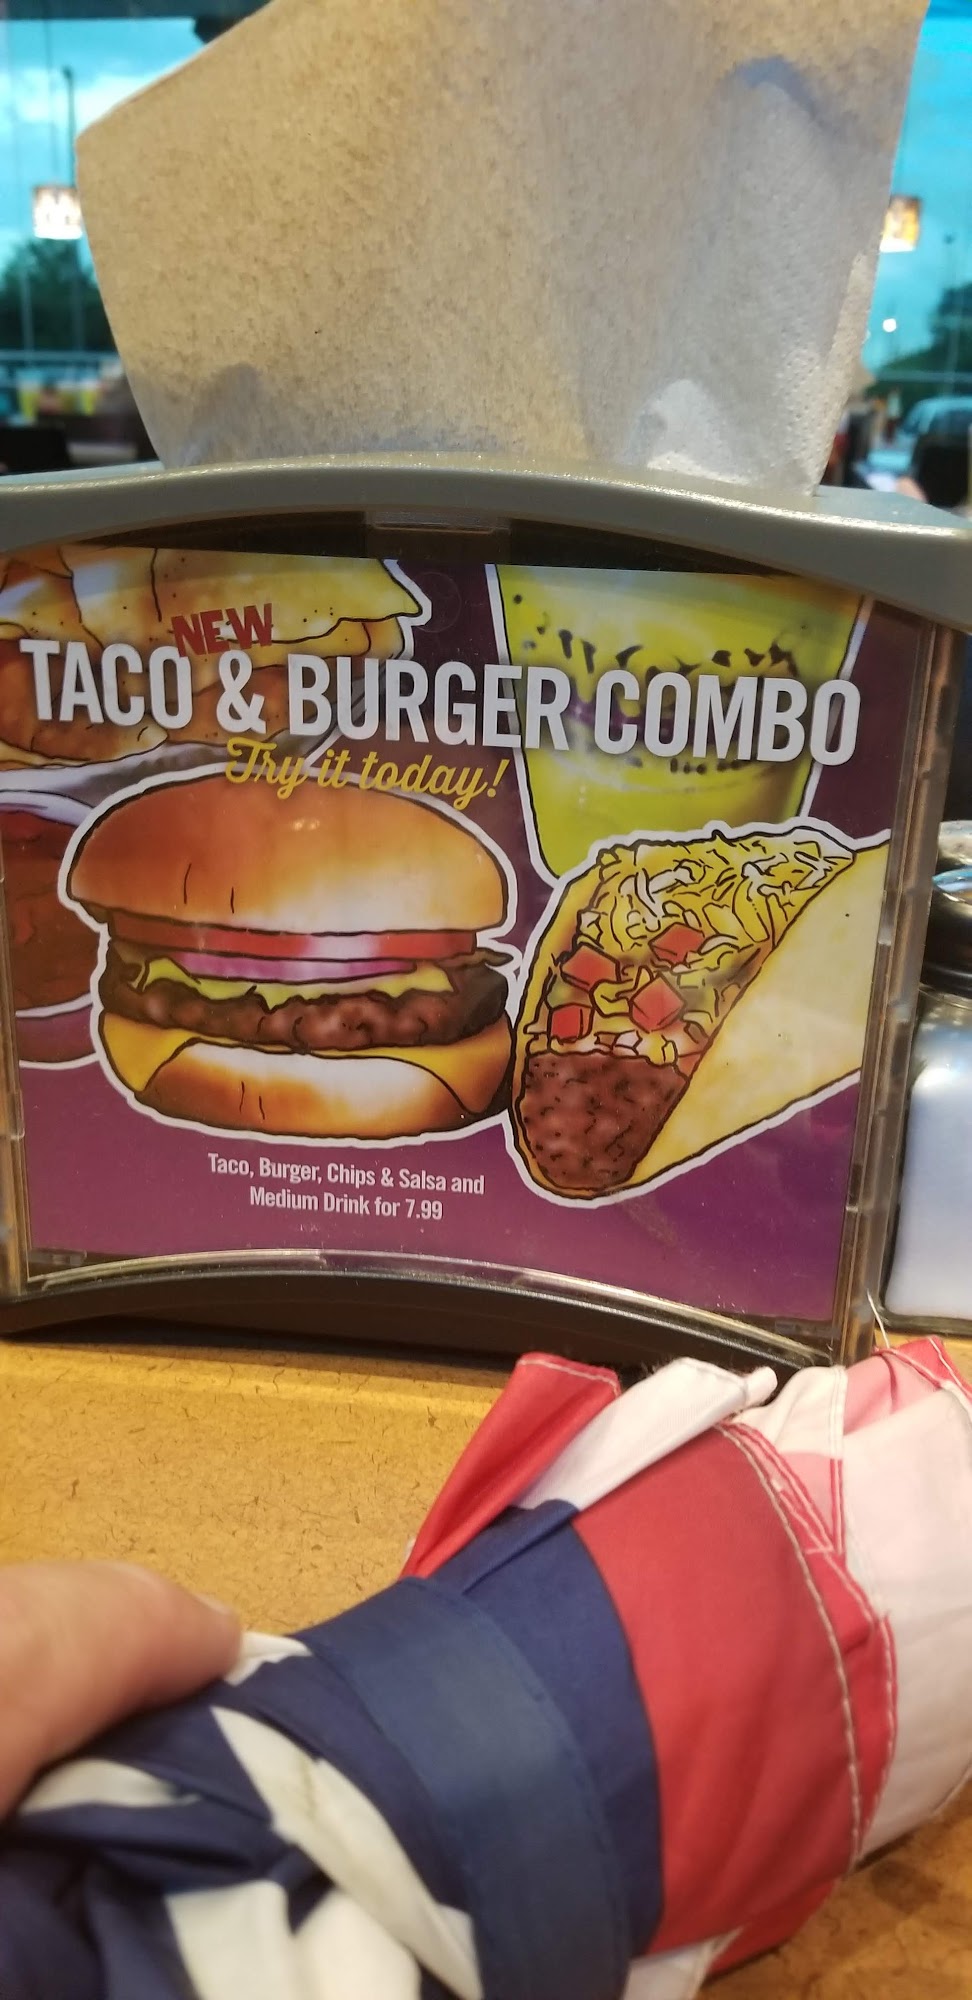 NEW
TACO & BURGER COMBO
Try it today!
Taco, Burger, Chips & Salsa and
Medium Drink for 7.99